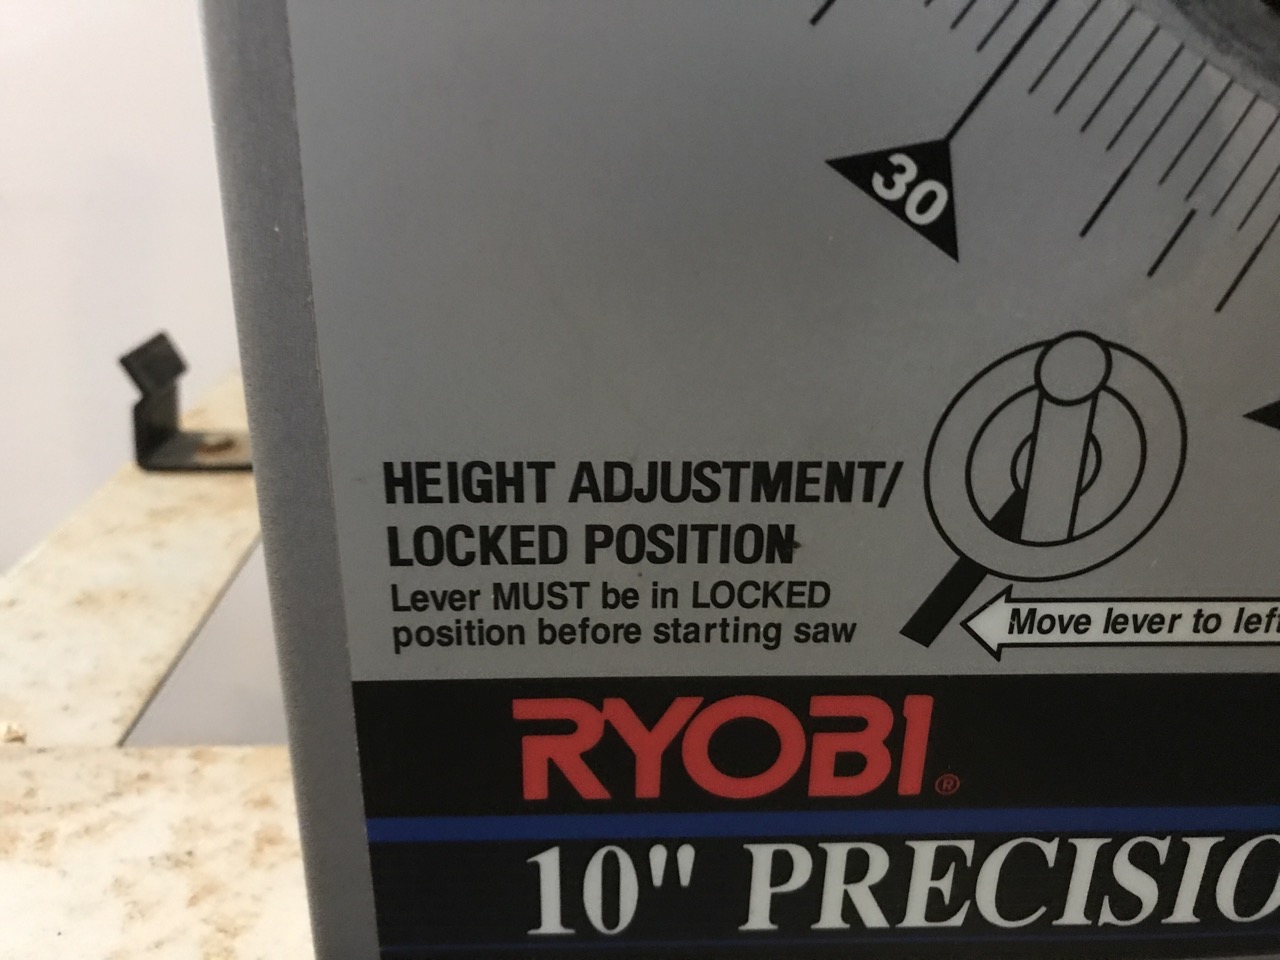 30
HEIGHT ADJUSTMENT/
LOCKED POSITION
Lever MUST be in LOCKED
position before starting saw
Move lever to left
RYOBI®
10" PRECISIO